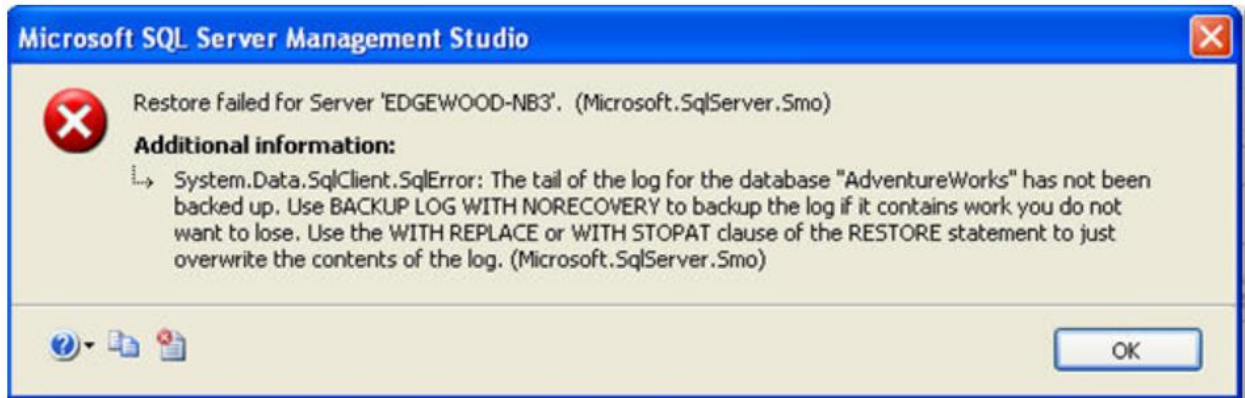 Microsoft SQL Server Management Studio
Restore failed for Server 'EDGEWOOD-NB3'. (Microsoft.SqlServer.Smo)
Additional information:
System.Data.SqlClient.SqlError: The tail of the log for the database "AdventureWorks" has not been
backed up. Use BACKUP LOG WITH NORECOVERY to backup the log if it contains work you do not
want to lose. Use the WITH REPLACE or WITH STOPAT clause of the RESTORE statement to just
overwrite the contents of the log. (Microsoft.SqlServer.Smo)
OK